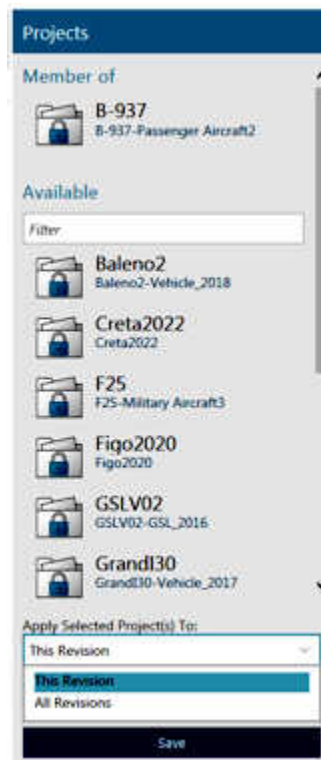 Projects
Member of
B-937
B-937-Passenger Aircraft2
Available
Filter
Baleno2
Baleno2-Vehicle_2018
Creta2022
Creta2022
F25
F25-Military Aircraft3
Figo2020
Figo2020
GSLV02
GSLV02-GSL_2016
GrandI30
GrandI30-Vehicle_2017
Apply Selected Project(s) To:
This Revision
This Revision
All Revisions
Save